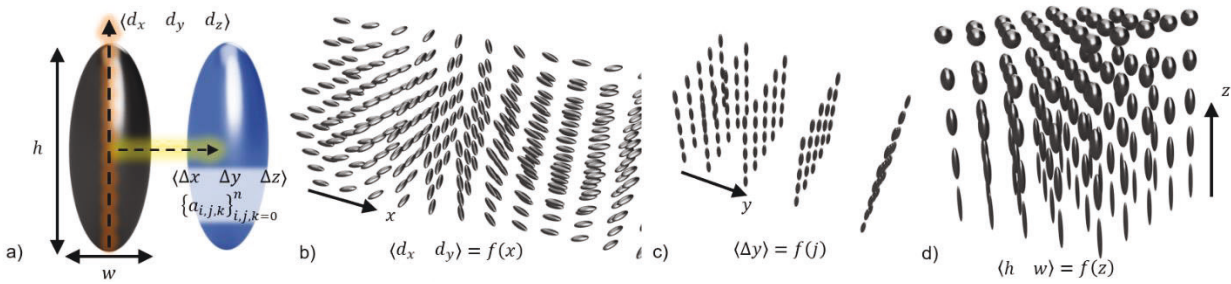 ⟨d_x d_y d_z⟩
h
⟨Δx Δy Δz⟩
{a_{i,j,k}}^n_{i,j,k=0}
w
a)
x
b)
⟨d_x d_y⟩ = f(x)
y
c)
⟨Δy⟩ = f(j)
z
d)
⟨h w⟩ = f(z)